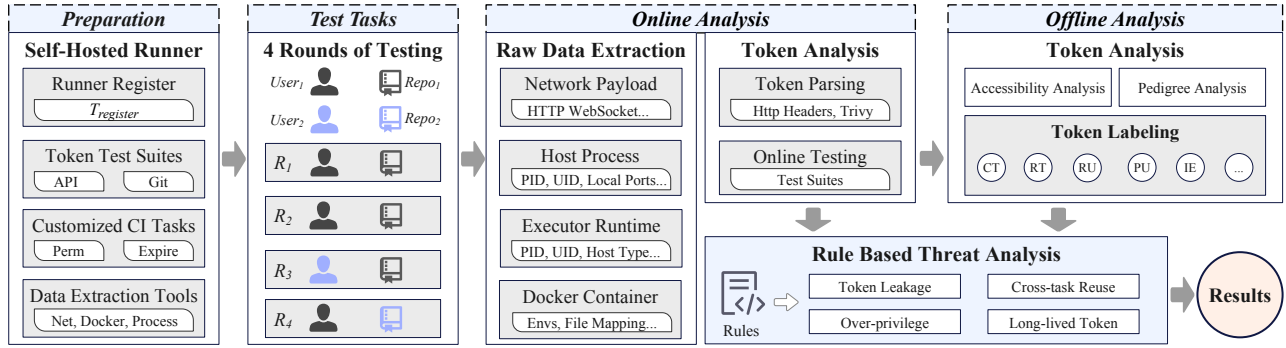 Preparation
Self-Hosted Runner
Runner Register
T_register
Token Test Suites
API
Git
Customized CI Tasks
Perm
Expire
Data Extraction Tools
Net, Docker, Process
Test Tasks
4 Rounds of Testing
User1
Repo1
User2
Repo2
R1
R2
R3
R4
Online Analysis
Raw Data Extraction
Network Payload
HTTP WebSocket...
Host Process
PID, UID, Local Ports...
Executor Runtime
PID, UID, Host Type...
Docker Container
Envs, File Mapping...
Token Analysis
Token Parsing
Http Headers, Trivy
Online Testing
Test Suites
Offline Analysis
Token Analysis
Accessibility Analysis
Pedigree Analysis
Token Labeling
CT RT RU PU IE ...
Rule Based Threat Analysis
Rules
Token Leakage
Cross-task Reuse
Over-privilege
Long-lived Token
Results